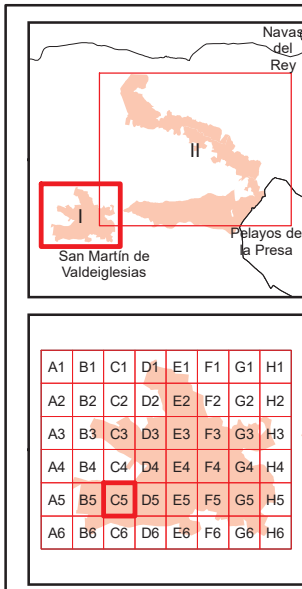 Navas
del
Rey
II
I
Pelayos de
la Presa
San Martín de
Valdeiglesias
A1 B1 C1 D1 E1 F1 G1 H1
A2 B2 C2 D2 E2 F2 G2 H2
A3 B3 C3 D3 E3 F3 G3 H3
A4 B4 C4 D4 E4 F4 G4 H4
A5 B5 C5 D5 E5 F5 G5 H5
A6 B6 C6 D6 E6 F6 G6 H6